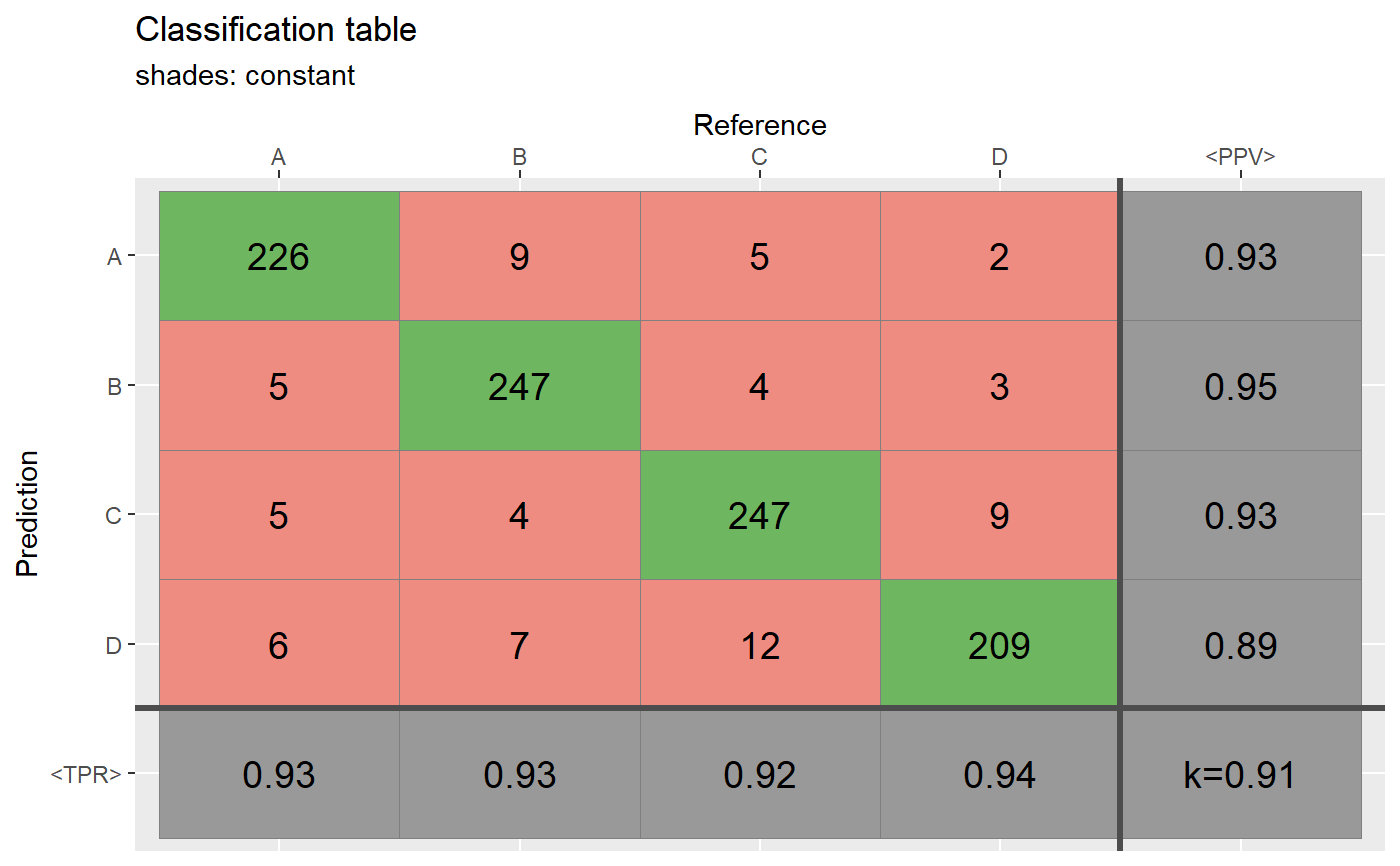 Classification table
shades: constant
Reference
A B C D <PPV>
A 226 9 5 2 0.93
B 5 247 4 3 0.95
C 5 4 247 9 0.93
D 6 7 12 209 0.89
<TPR> 0.93 0.93 0.92 0.94 k=0.91
Prediction